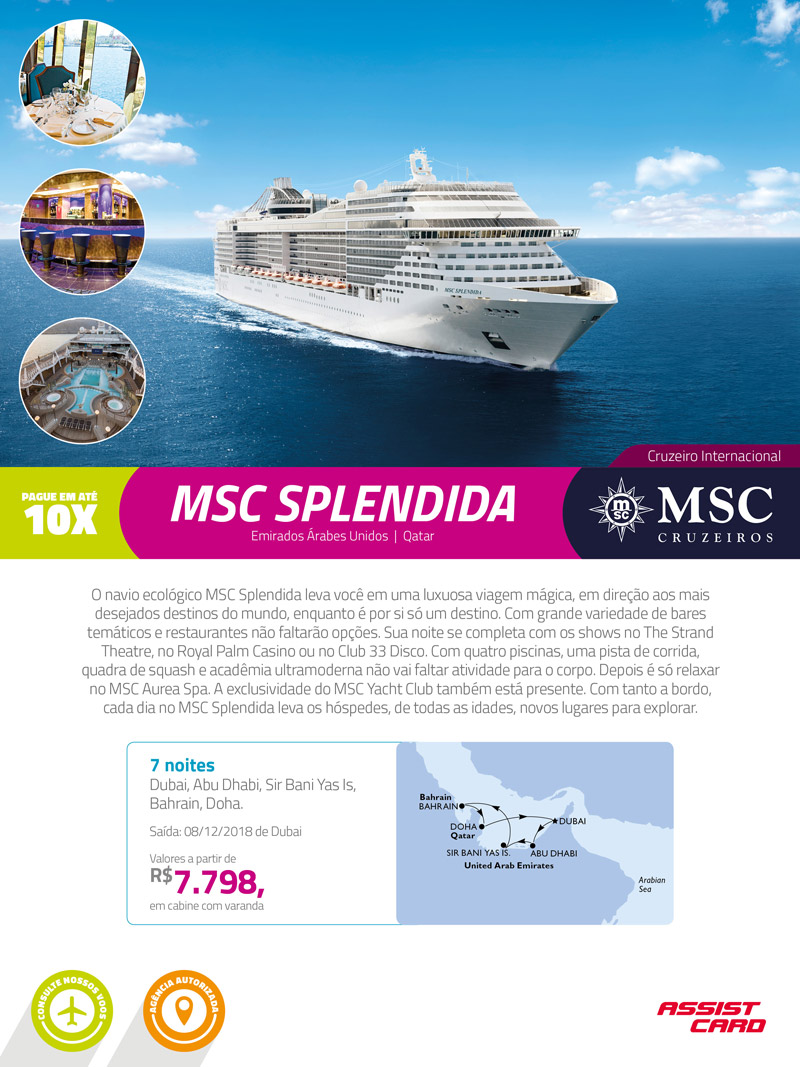 MSC SPLENDIDA
Cruzeiro Internacional
PAGUE EM ATÉ
10X
MSC SPLENDIDA
Emirados Árabes Unidos | Qatar
m
sc
MSC
CRUZEIROS
O navio ecológico MSC Splendida leva você em uma luxuosa viagem mágica, em direção aos mais
desejados destinos do mundo, enquanto é por si só um destino. Com grande variedade de bares
temáticos e restaurantes não faltarão opções. Sua noite se completa com os shows no The Strand
Theatre, no Royal Palm Casino ou no Club 33 Disco. Com quatro piscinas, uma pista de corrida,
quadra de squash e acadêmia ultramoderna não vai faltar atividade para o corpo. Depois é só relaxar
no MSC Aurea Spa. A exclusividade do MSC Yacht Club também está presente. Com tanto a bordo,
cada dia no MSC Splendida leva os hóspedes, de todas as idades, novos lugares para explorar.
7 noites
Dubai, Abu Dhabi, Sir Bani Yas Is,
Bahrain, Doha.
Saída: 08/12/2018 de Dubai
Valores a partir de
R$7.798,
em cabine com varanda
Bahrain
BAHRAIN
DOHA
Qatar
DUBAI
SIR BANI YAS IS.
ABU DHABI
United Arab Emirates
Arabian
Sea
CONSULTE NOSSOS VOOS
AGÊNCIA AUTORIZADA
ASSIST
CARD